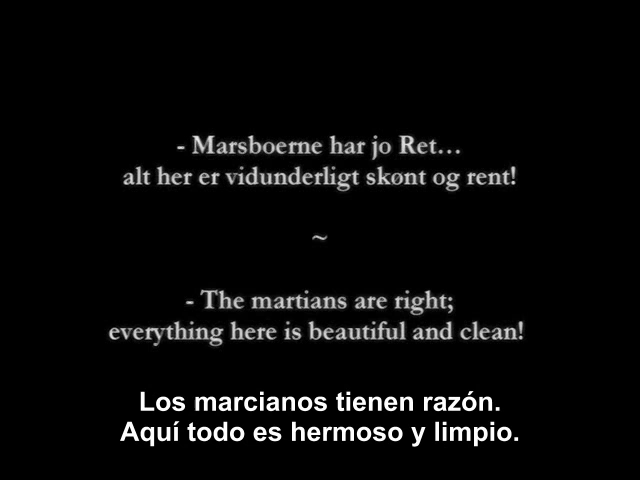 - Marsboerne har jo Ret...
alt her er vidunderligt skønt og rent!
~
- The martians are right;
everything here is beautiful and clean!
Los marcianos tienen razón.
Aquí todo es hermoso y limpio.